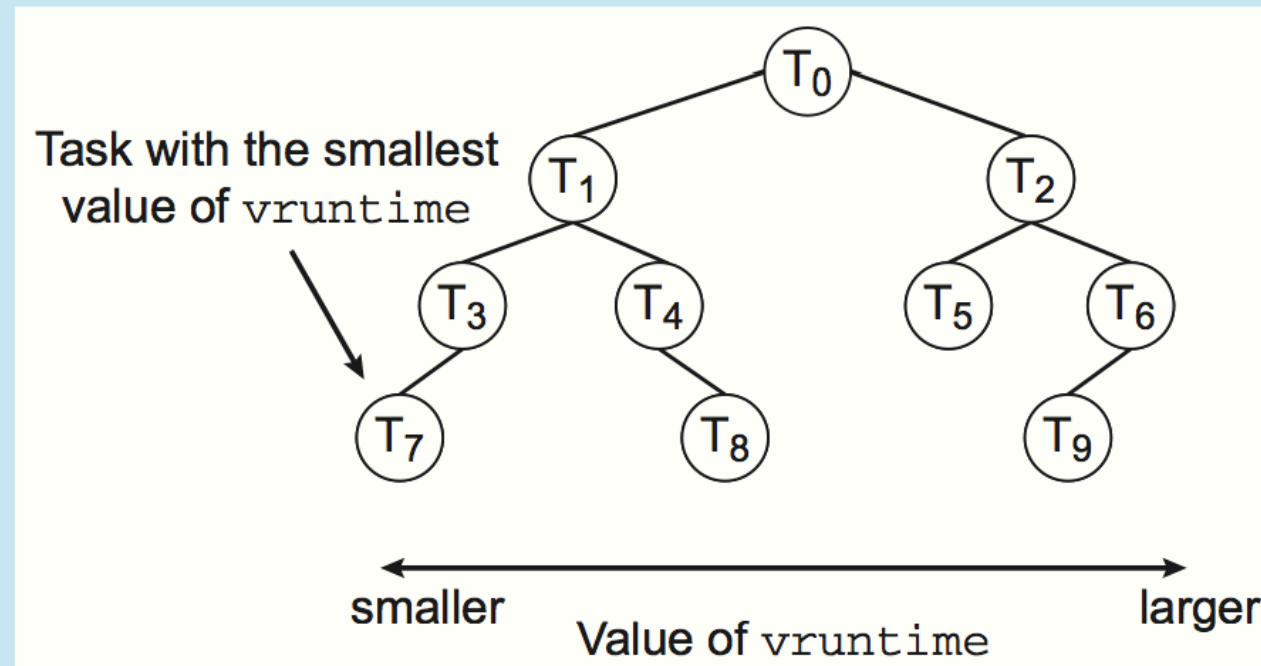 T0
Task with the smallest
value of vruntime
T1
T2
T3
T4
T5
T6
T7
T8
T9
smaller
larger
Value of vruntime